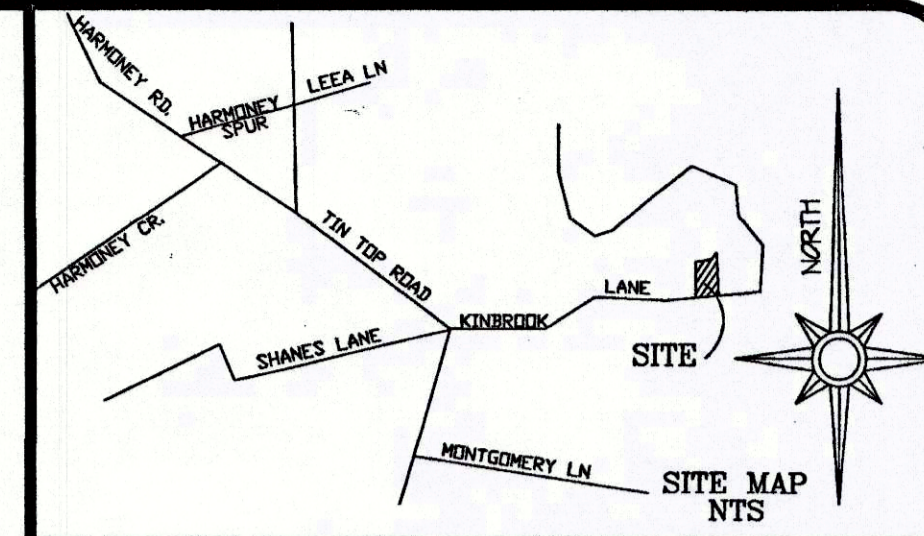 HARMONEY RD.
HARMONEY
SPUR
LEEA LN
HARMONEY CR.
TIN TOP ROAD
NORTH
LANE
KINBROOK
SHANES LANE
SITE
MONTGOMERY LN
SITE MAP
NTS